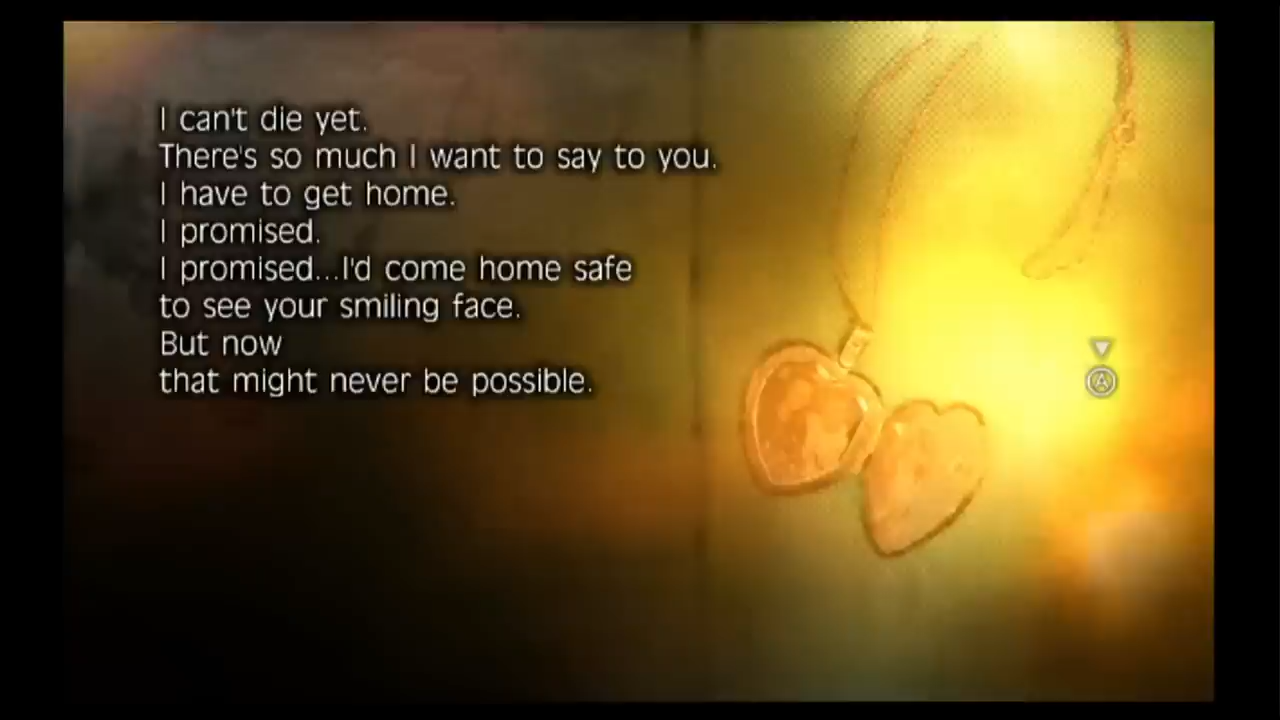 I can't die yet.
There's so much I want to say to you.
I have to get home.
I promised.
I promised...I'd come home safe
to see your smiling face.
But now
that might never be possible.
A